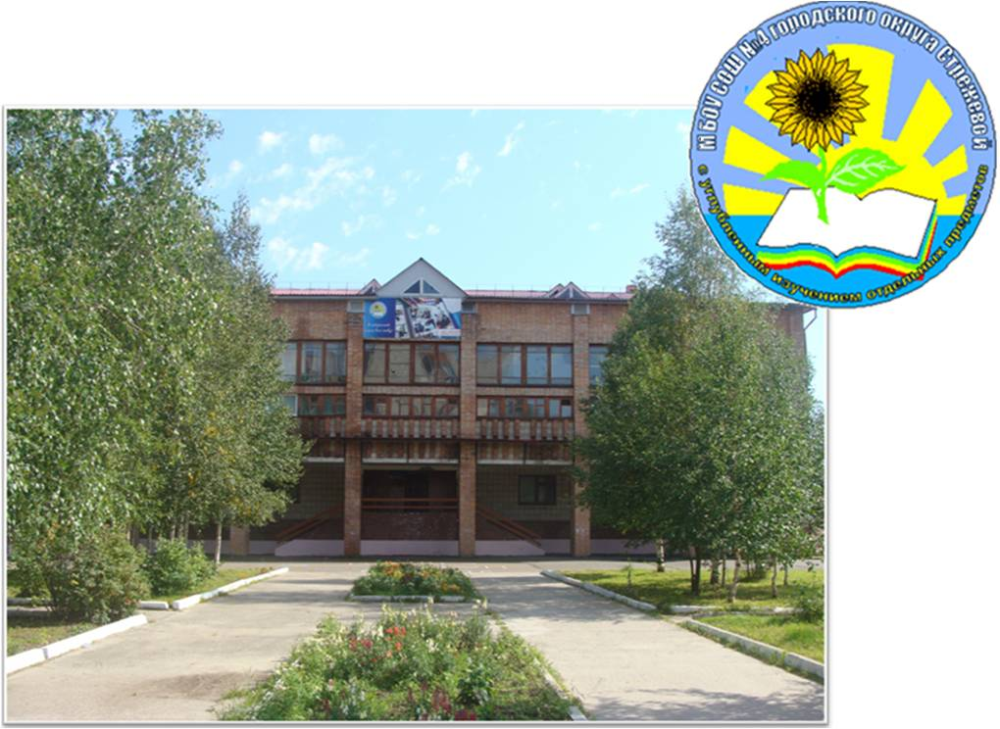 МБОУ СОШ №4 городского округа Стрежевой
с углубленным изучением отдельных предметов